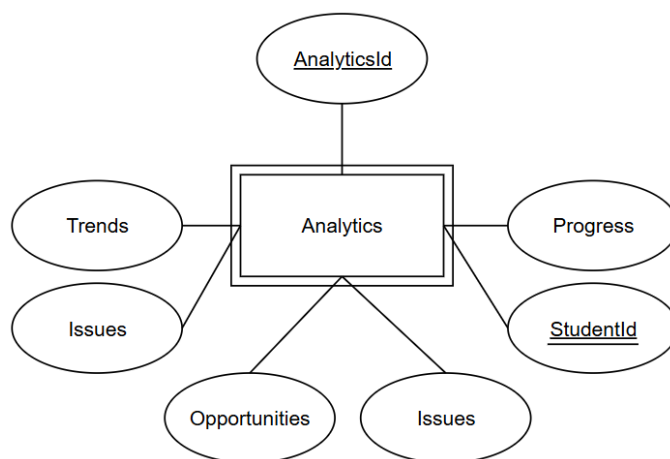 AnalyticsId
Trends
Analytics
Progress
Issues
StudentId
Opportunities
Issues